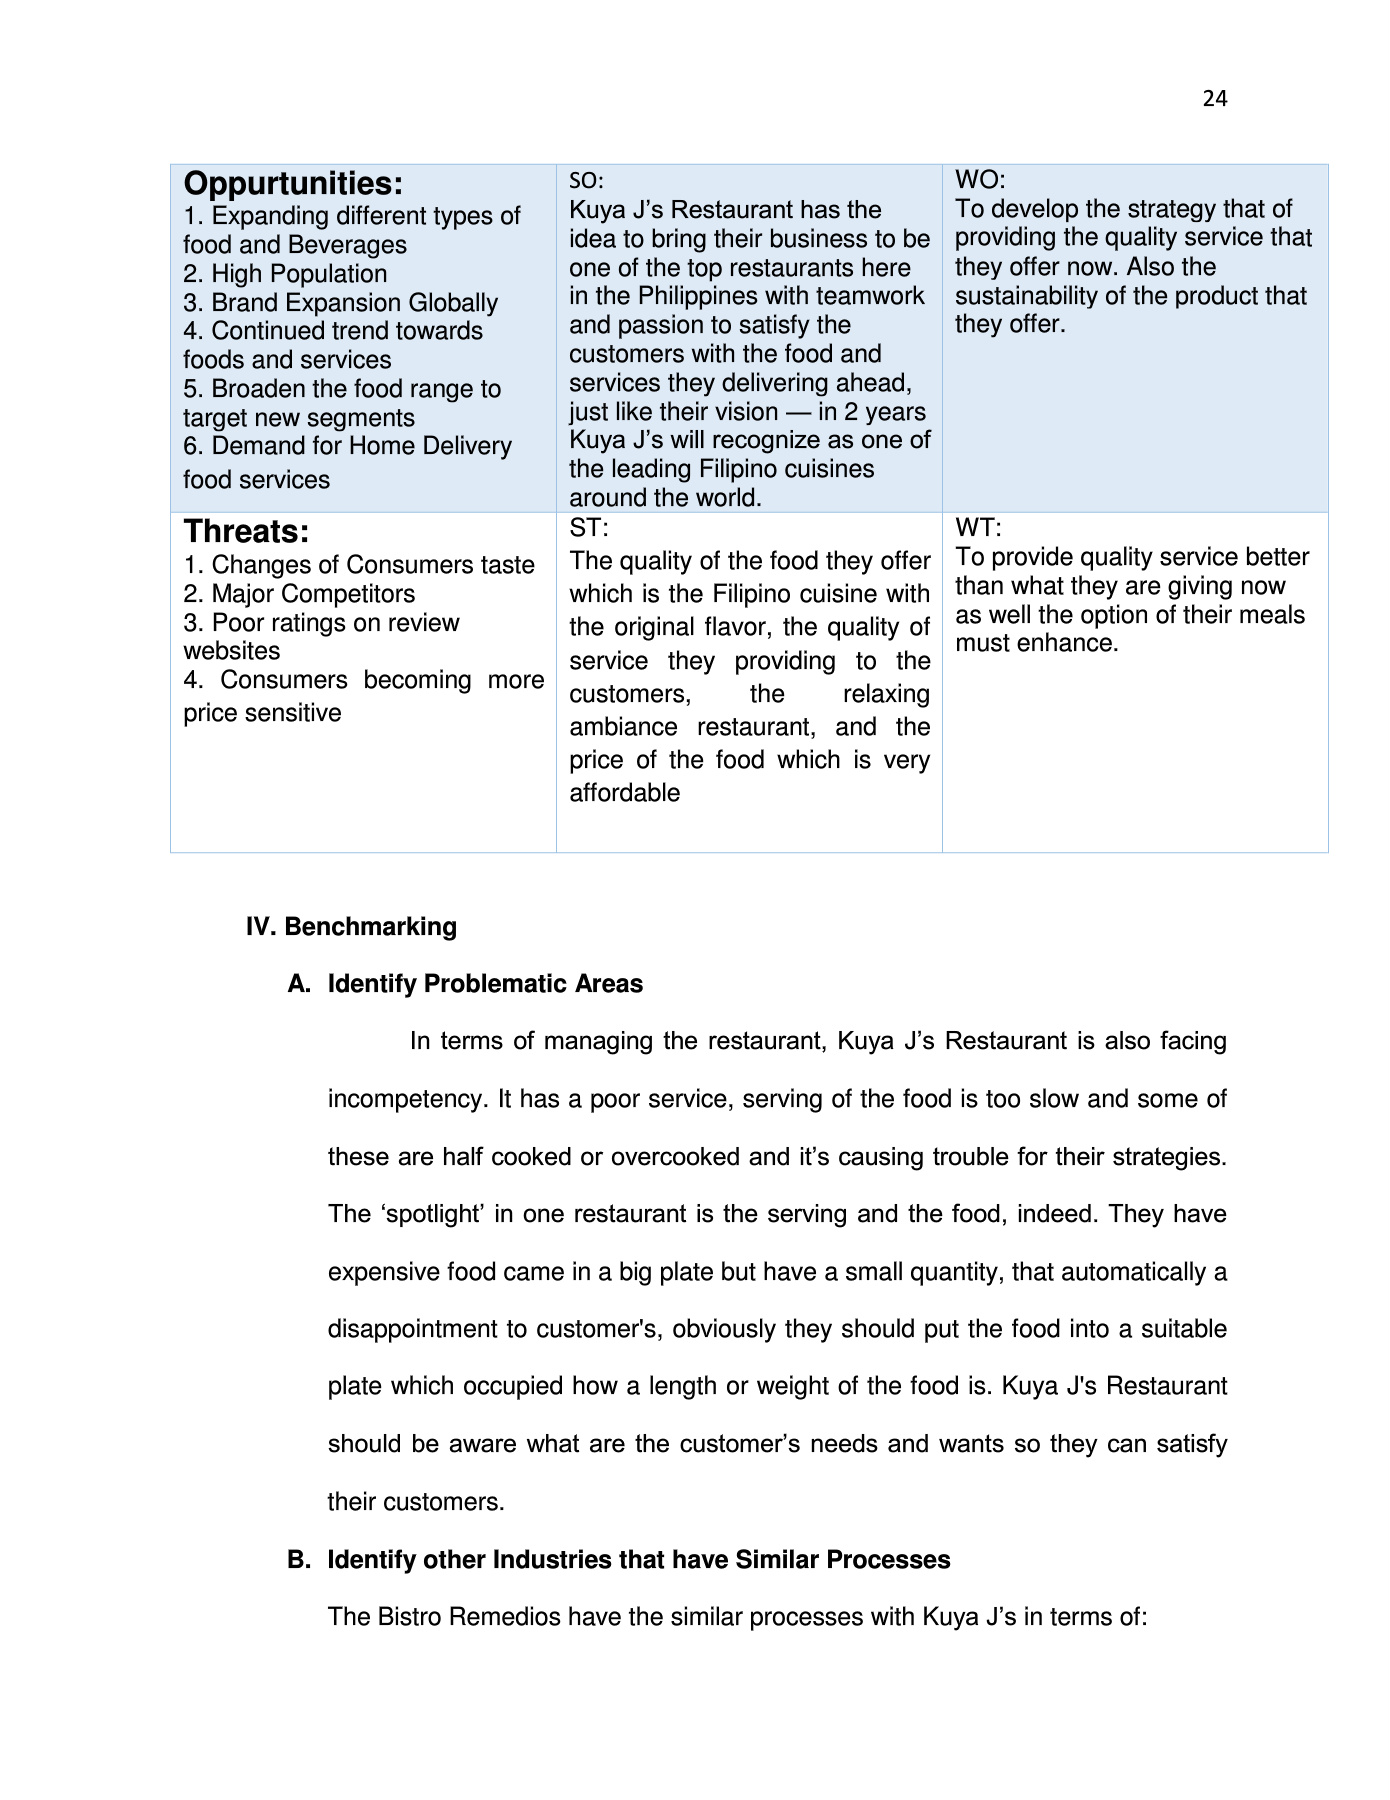 24
Oppurtunities:
1. Expanding different types of
food and Beverages
2. High Population
3. Brand Expansion Globally
4. Continued trend towards
foods and services
5. Broaden the food range to
target new segments
6. Demand for Home Delivery
food services
SO:
Kuya J’s Restaurant has the
idea to bring their business to be
one of the top restaurants here
in the Philippines with teamwork
and passion to satisfy the
customers with the food and
services they delivering ahead,
just like their vision — in 2 years
Kuya J’s will recognize as one of
the leading Filipino cuisines
around the world.
WO:
To develop the strategy that of
providing the quality service that
they offer now. Also the
sustainability of the product that
they offer.
Threats:
1. Changes of Consumers taste
2. Major Competitors
3. Poor ratings on review
websites
4. Consumers becoming more
price sensitive
ST:
The quality of the food they offer
which is the Filipino cuisine with
the original flavor, the quality of
service they providing to the
customers, the relaxing
ambiance restaurant, and the
price of the food which is very
affordable
WT:
To provide quality service better
than what they are giving now
as well the option of their meals
must enhance.
IV. Benchmarking
A. Identify Problematic Areas
In terms of managing the restaurant, Kuya J’s Restaurant is also facing
incompetency. It has a poor service, serving of the food is too slow and some of
these are half cooked or overcooked and it’s causing trouble for their strategies.
The ‘spotlight’ in one restaurant is the serving and the food, indeed. They have
expensive food came in a big plate but have a small quantity, that automatically a
disappointment to customer's, obviously they should put the food into a suitable
plate which occupied how a length or weight of the food is. Kuya J's Restaurant
should be aware what are the customer’s needs and wants so they can satisfy
their customers.
B. Identify other Industries that have Similar Processes
The Bistro Remedios have the similar processes with Kuya J’s in terms of: